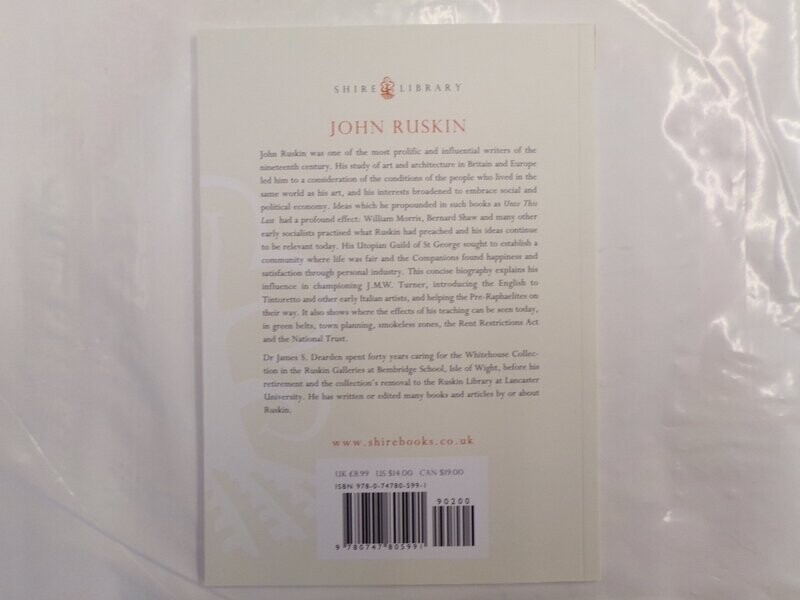 SHIRE LIBRARY
JOHN RUSKIN
John Ruskin was one of the most prolific and influential writers of the
nineteenth century. His study of art and architecture in Britain and Europe
led him to a consideration of the conditions of the people who lived in the
same world as his art, and his interests broadened to embrace social and
political economy. Ideas which he propounded in such books as Unto This
Last had a profound effect: William Morris, Bernard Shaw and many other
early socialists practised what Ruskin had preached and his ideas continue
to be relevant today. His Utopian Guild of St George sought to establish a
community where life was fair and the Companions found happiness and
satisfaction through personal industry. This concise biography explains his
influence in championing J.M.W. Turner, introducing the English to
Tintoretto and other early Italian artists, and helping the Pre-Raphaelites on
their way. It also shows where the effects of his teaching can be seen today,
in green belts, town planning, smokeless zones, the Rent Restrictions Act
and the National Trust.
Dr James S. Dearden spent forty years caring for the Whitehouse Collec-
tion in the Ruskin Galleries at Bembridge School, Isle of Wight, before his
retirement and the collection's removal to the Ruskin Library at Lancaster
University. He has written or edited many books and articles by or about
Ruskin.
www.shirebooks.co.uk
UK £8.99 US $14.00 CAN $19.00
ISBN 978-0-74780-599-1
90200
9 780747 805991